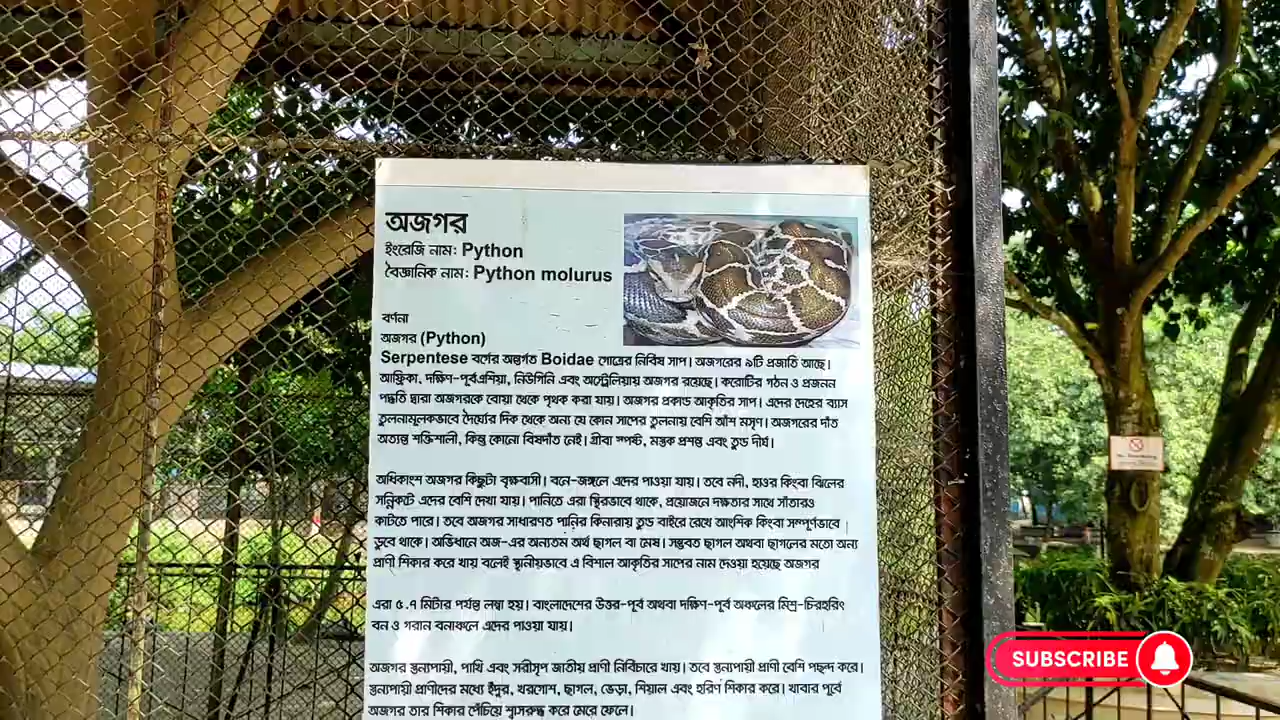 অজগর
ইংরেজি নাম: Python
বৈজ্ঞানিক নাম: Python molurus
বর্ণনা
অজগর (Python)
Serpentese বর্গের অন্তর্গত Boidae গোত্রের নির্বিষ সাপ। অজগরের ৯টি প্রজাতি আছে।
আফ্রিকা, দক্ষিণ-পূর্বএশিয়া, নিউগিনি এবং অস্ট্রেলিয়ায় অজগর রয়েছে। করোটির গঠন ও প্রজনন
পদ্ধতি দ্বারা অজগরকে বোয়া থেকে পৃথক করা যায়। অজগর প্রকান্ড আকৃতির সাপ। এদের দেহের ব্যাস
তুলনামূলকভাবে দৈর্ঘ্যের দিক থেকে অন্য যে কোন সাপের তুলনায় বেশি আঁশ মসৃণ। অজগরের দাঁত
অত্যন্ত শক্তিশালী, কিন্তু কোনো বিষদাঁত নেই। গ্রীবা স্পষ্ট, মস্তক প্রশস্ত এবং তুন্ড দীর্ঘ।
অধিকাংশ অজগর কিছুটা বৃক্ষবাসী। বনে-জঙ্গলে এদের পাওয়া যায়। তবে নদী, হাওর কিংবা ঝিলের
সন্নিকটে এদের বেশি দেখা যায়। পানিতে এরা স্থিরভাবে থাকে, প্রয়োজনে দক্ষতার সাথে সাঁতারও
কাটতে পারে। তবে অজগর সাধারণত পানির কিনারায় তুন্ড বাইরে রেখে আংশিক কিংবা সম্পূর্ণভাবে
ডুবে থাকে। অভিধানে অজ-এর অন্যতম অর্থ ছাগল বা মেষ। সম্ভবত ছাগল অথবা ছাগলের মতো অন্য
প্রাণী শিকার করে খায় বলেই স্থানীয়ভাবে এ বিশাল আকৃতির সাপের নাম দেওয়া হয়েছে অজগর
এরা ৫.৭ মিটার পর্যন্ত লম্বা হয়। বাংলাদেশের উত্তর-পূর্ব অথবা দক্ষিণ-পূর্ব অঞ্চলের মিশ্র-চিরহরিৎ
বন ও গরান বনাঞ্চলে এদের পাওয়া যায়।
অজগর স্তন্যপায়ী, পাখি এবং সরীসৃপ জাতীয় প্রাণী নির্বিচারে খায়। তবে স্তন্যপায়ী প্রাণী বেশি পছন্দ করে।
স্তন্যপায়ী প্রাণীদের মধ্যে ইঁদুর, খরগোশ, ছাগল, ভেড়া, শিয়াল এবং হরিণ শিকার করে। খাবার পূর্বে
অজগর তার শিকার পেঁচিয়ে শ্বাসরুদ্ধ করে মেরে ফেলে।
SUBSCRIBE